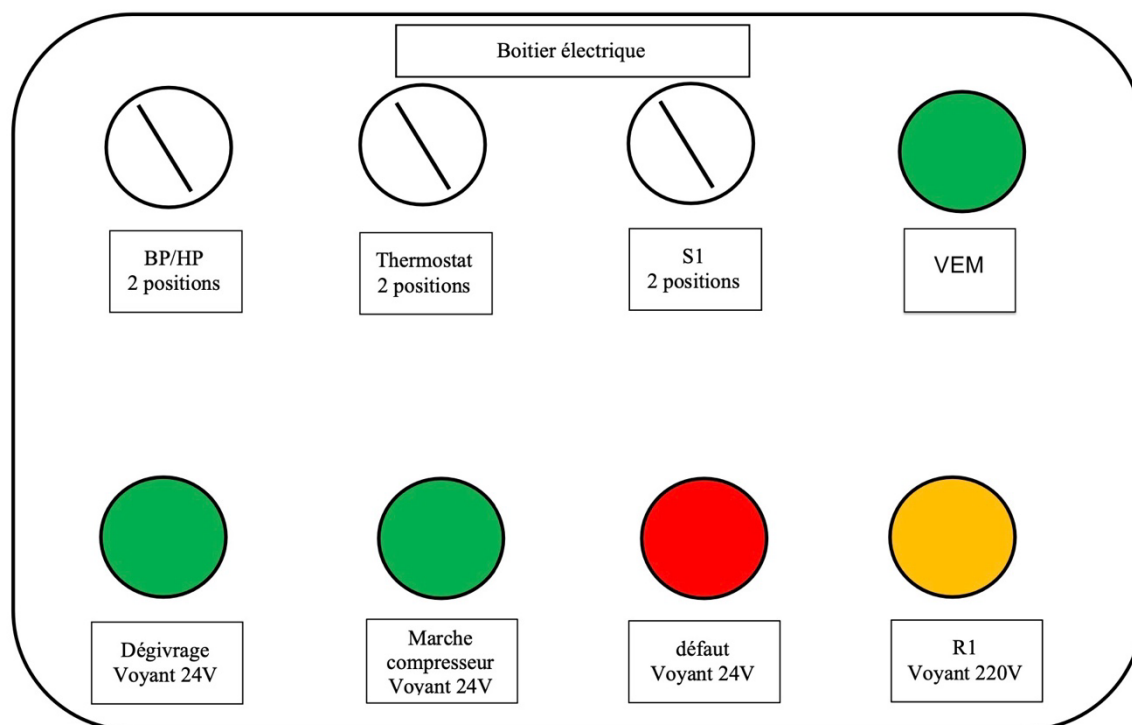 Boitier électrique
BP/HP
2 positions
Thermostat
2 positions
S1
2 positions
VEM
Dégivrage
Voyant 24V
Marche
compresseur
Voyant 24V
défaut
Voyant 24V
R1
Voyant 220V